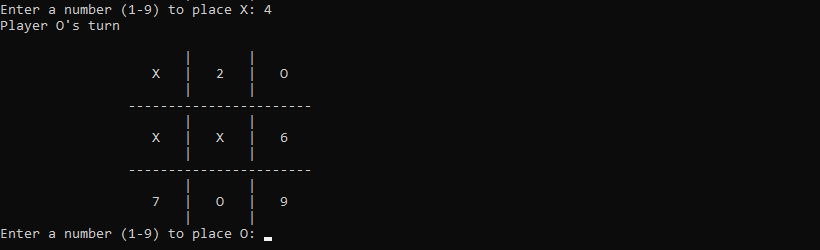 Enter a number (1-9) to place X: 4
Player O's turn
| |
X | 2 | O
| |
-----------------------
| |
X | X | 6
| |
-----------------------
| |
7 | O | 9
| |
Enter a number (1-9) to place O: